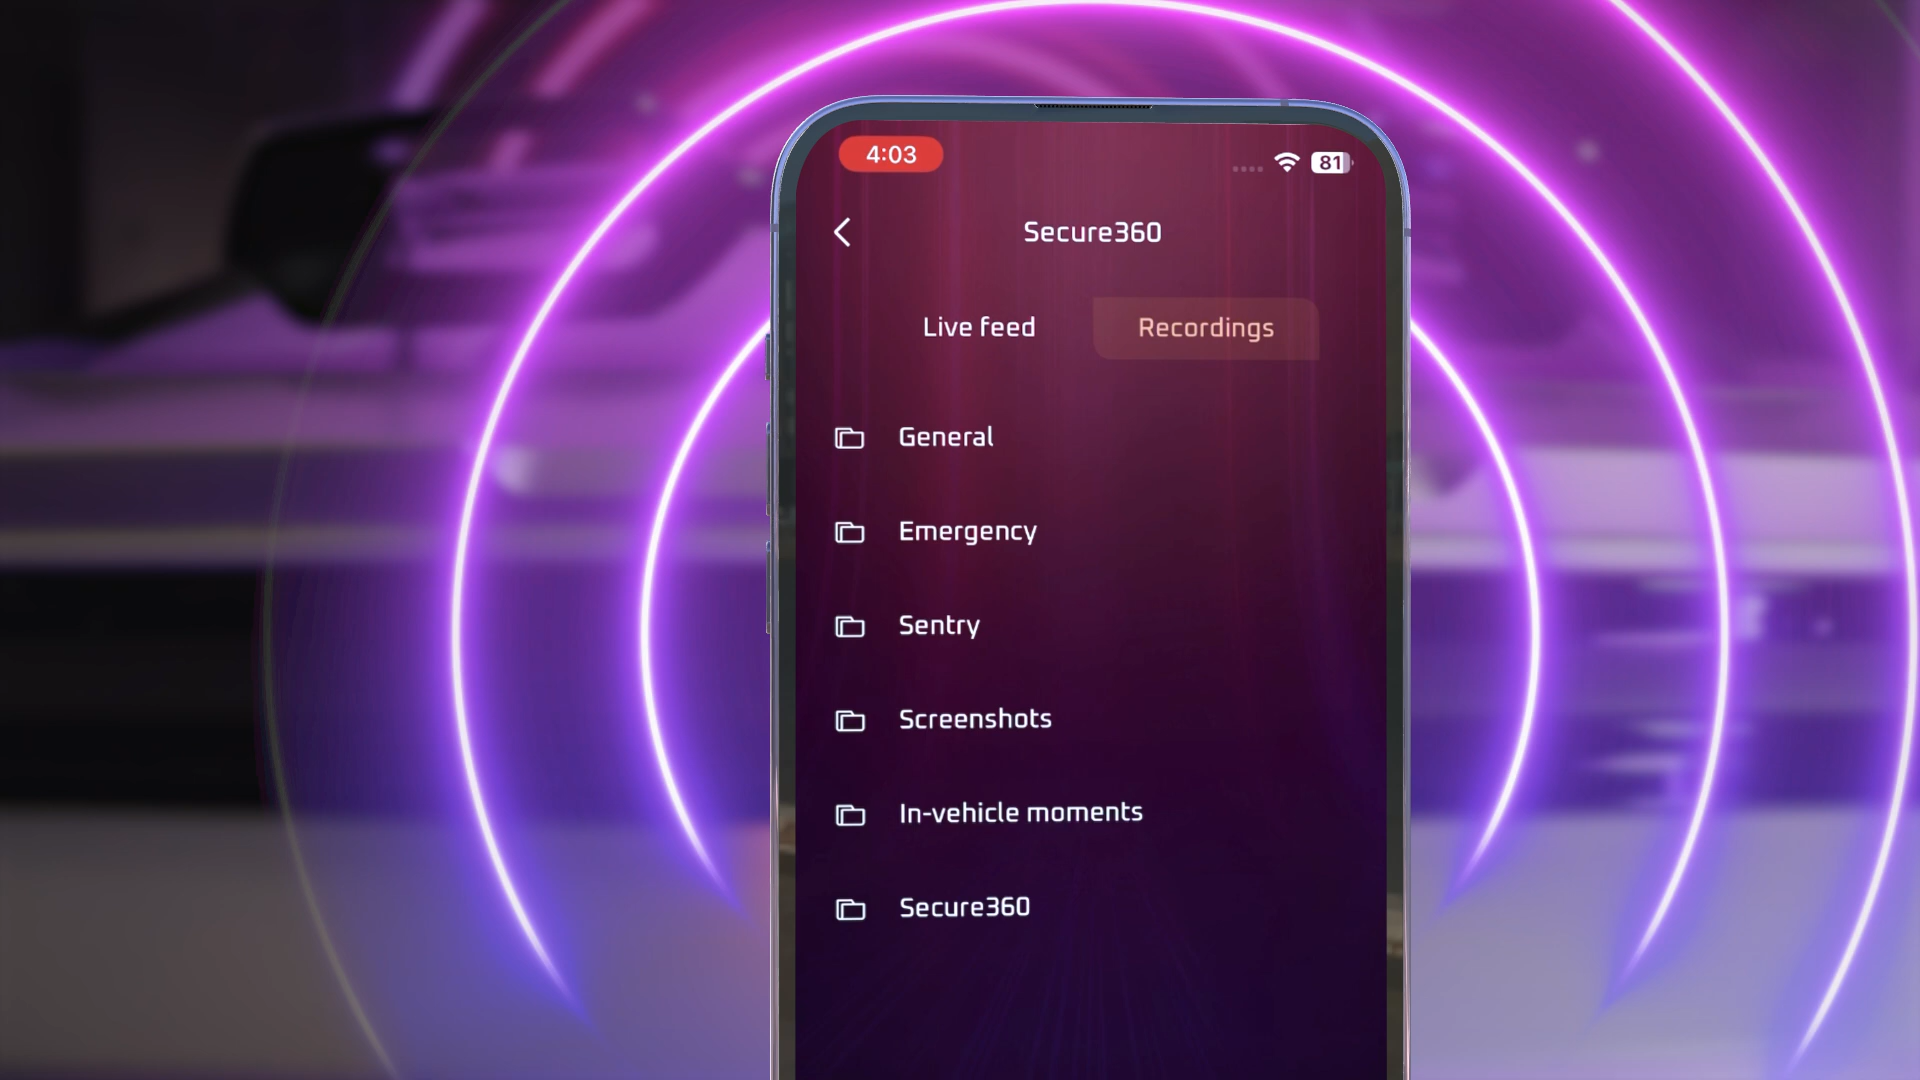 4:03
81
Secure360
Live feed
Recordings
General
Emergency
Sentry
Screenshots
In-vehicle moments
Secure360